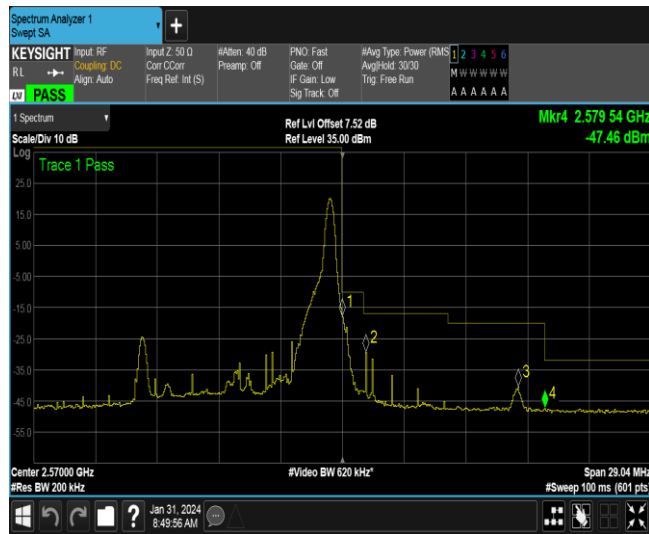 Spectrum Analyzer 1
Swept SA
+
KEYSIGHT
RL
LXI PASS
Input: RF
Coupling: DC
Align: Auto
Input Z: 50 Ω
Corr CCorr
Freq Ref: Int (S)
#Atten: 40 dB
Preamp: Off
PNO: Fast
Gate: Off
IF Gain: Low
Sig Track: Off
#Avg Type: Power (RMS
Avg|Hold: 30/30
Trig: Free Run
1 2 3 4 5 6
M W W W W W
A A A A A A
1 Spectrum
Scale/Div 10 dB
Ref Lvl Offset 7.52 dB
Ref Level 35.00 dBm
Mkr4 2.579 54 GHz
-47.46 dBm
Log
Trace 1 Pass
25.0
15.0
5.00
-5.00
-15.0
-25.0
-35.0
-45.0
-55.0
1
2
3
4
Center 2.57000 GHz
#Res BW 200 kHz
#Video BW 620 kHz*
Span 29.04 MHz
#Sweep 100 ms (601 pts)
?
Jan 31, 2024
8:49:56 AM